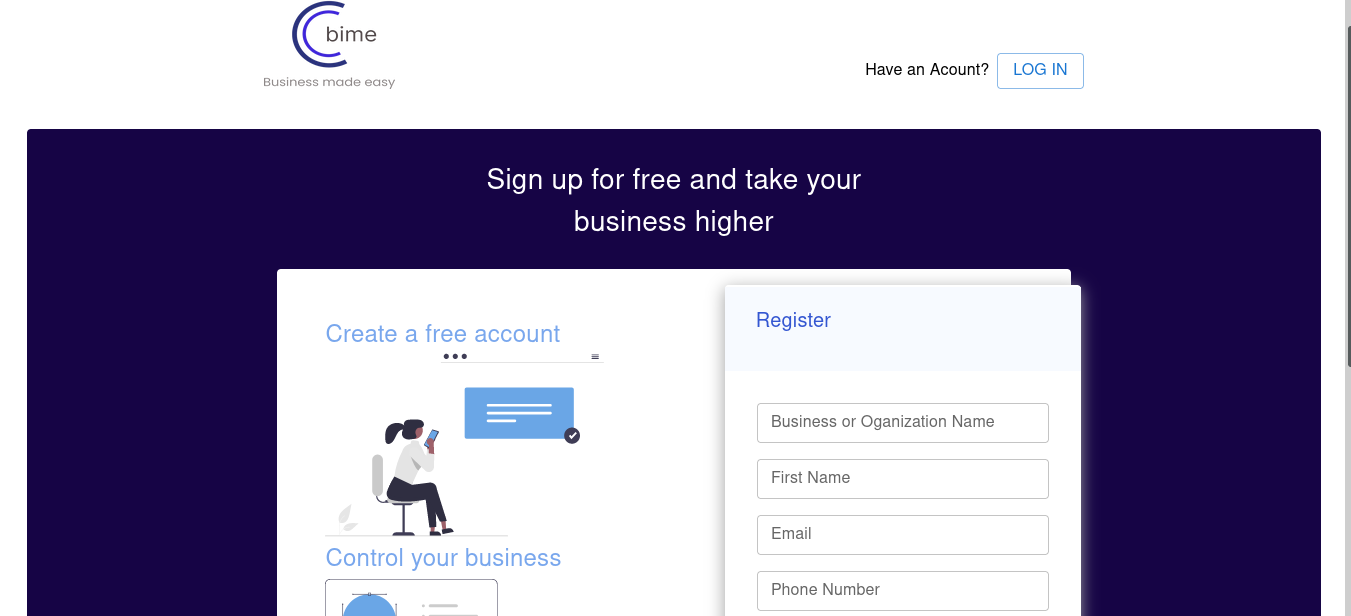 bime
Business made easy
Have an Acount?
LOG IN
Sign up for free and take your
business higher
Create a free account
Control your business
Register
Business or Oganization Name
First Name
Email
Phone Number